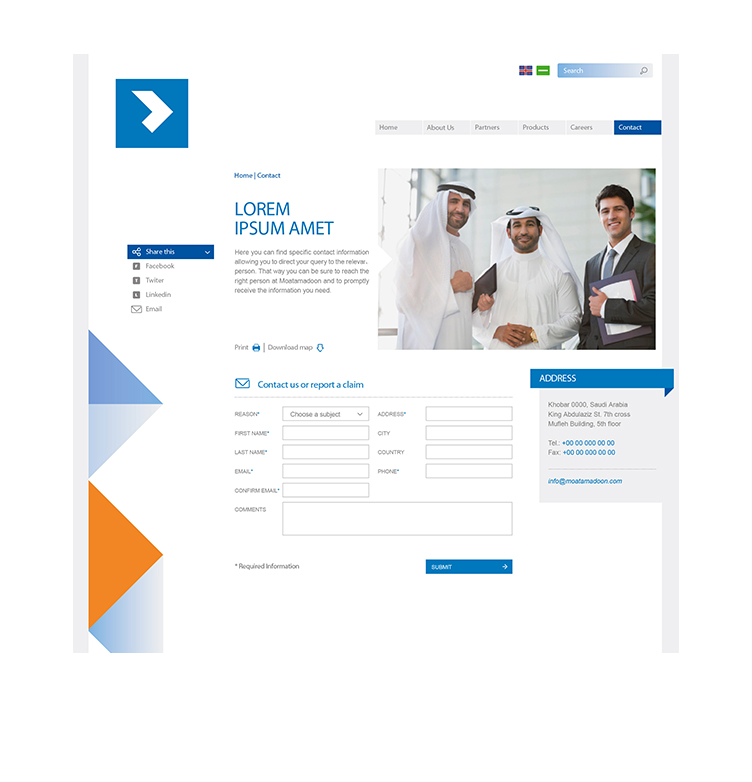 Search
Home
About Us
Partners
Products
Careers
Contact
Home | Contact
LOREM
IPSUM AMET
Here you can find specific contact information
allowing you to direct your query to the relevar.
person. That way you can be sure to reach the
right person at Moatamadoon and to promptly
receive the information you need.
Share this
Facebook
Twiter
Linkedin
Email
Print
Download map
Contact us or report a claim
REASON*
Choose a subject
ADDRESS*
FIRST NAME*
CITY
LAST NAME*
COUNTRY
EMAIL*
PHONE*
CONFIRM EMAIL*
COMMENTS
* Required Information
SUBMIT
ADDRESS
Khobar 0000, Saudi Arabia
King Abdulaziz St. 7th cross
Mufleh Building, 5th floor
Tel.: +00 00 000 00 00
Fax: +00 00 000 00 00
info@moatamadoon.com